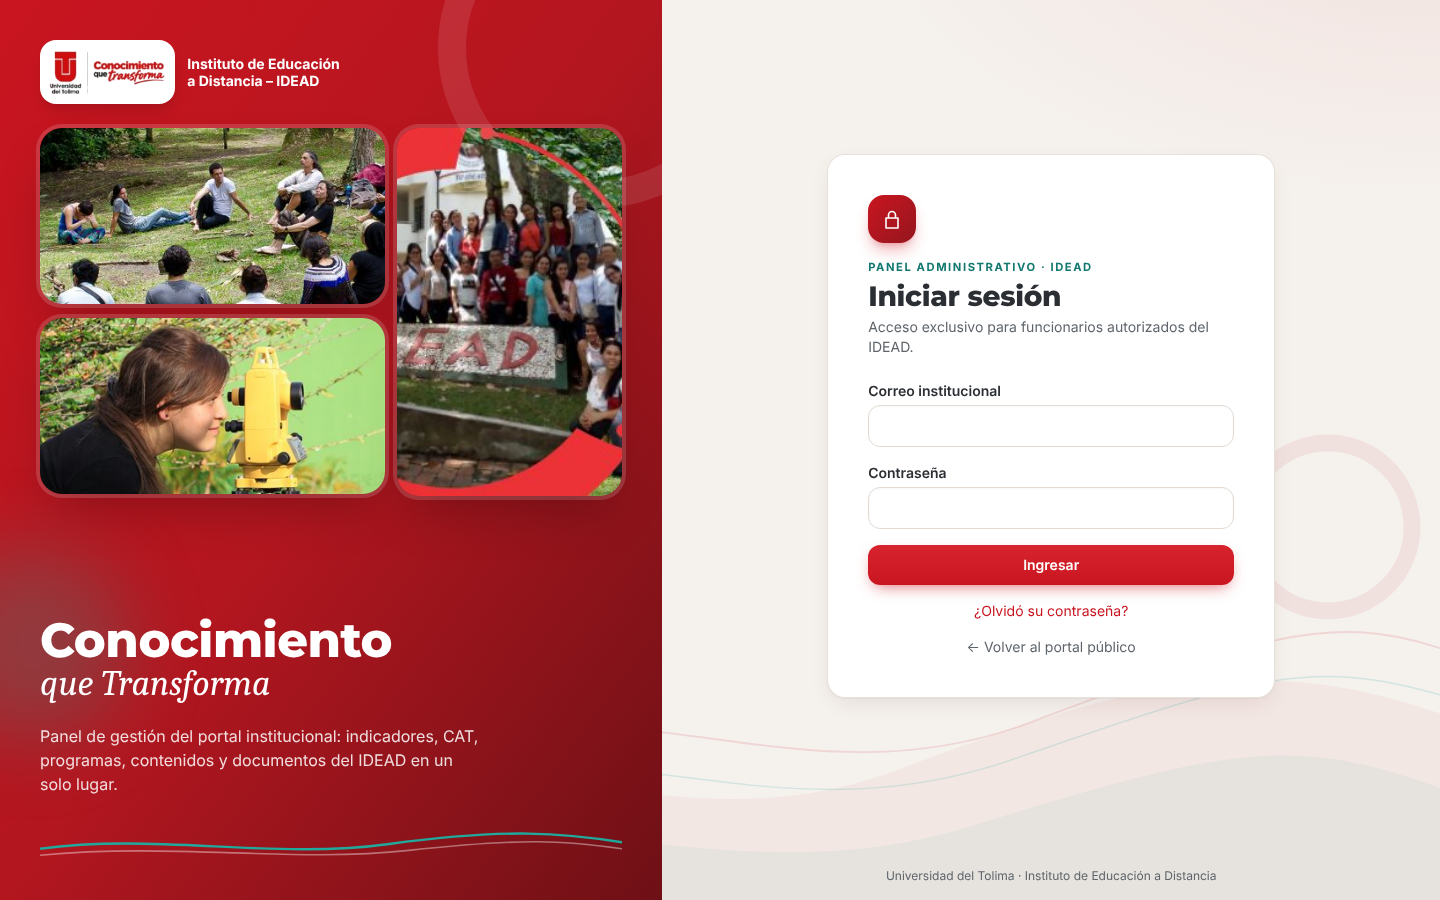 Universidad
del Tolima
Conocimiento
que transforma
Instituto de Educación
a Distancia – IDEAD
EAD
Conocimiento
que Transforma
Panel de gestión del portal institucional: indicadores, CAT,
programas, contenidos y documentos del IDEAD en un
solo lugar.
PANEL ADMINISTRATIVO · IDEAD
Iniciar sesión
Acceso exclusivo para funcionarios autorizados del
IDEAD.
Correo institucional
Contraseña
Ingresar
¿Olvidó su contraseña?
← Volver al portal público
Universidad del Tolima · Instituto de Educación a Distancia